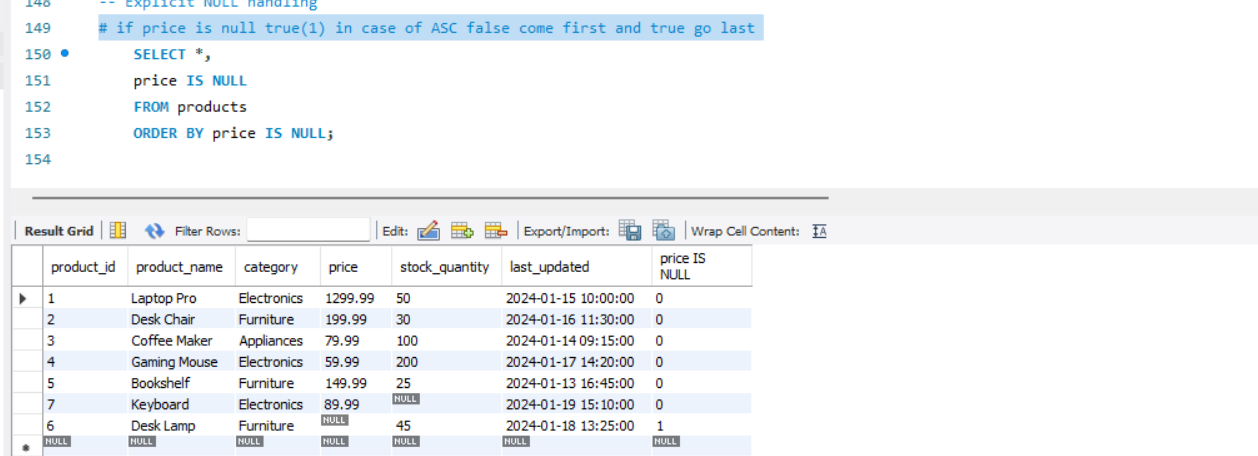 148 -- Explicit NULL handling
149 # if price is null true(1) in case of ASC false come first and true go last
150 SELECT *,
151 price IS NULL
152 FROM products
153 ORDER BY price IS NULL;
154
Result Grid Filter Rows: Edit: Export/Import: Wrap Cell Content: IA
product_id product_name category price stock_quantity last_updated price IS NULL
1 Laptop Pro Electronics 1299.99 50 2024-01-15 10:00:00 0
2 Desk Chair Furniture 199.99 30 2024-01-16 11:30:00 0
3 Coffee Maker Appliances 79.99 100 2024-01-14 09:15:00 0
4 Gaming Mouse Electronics 59.99 200 2024-01-17 14:20:00 0
5 Bookshelf Furniture 149.99 25 2024-01-13 16:45:00 0
7 Keyboard Electronics 89.99 NULL 2024-01-19 15:10:00 0
6 Desk Lamp Furniture NULL 45 2024-01-18 13:25:00 1
NULL NULL NULL NULL NULL NULL NULL